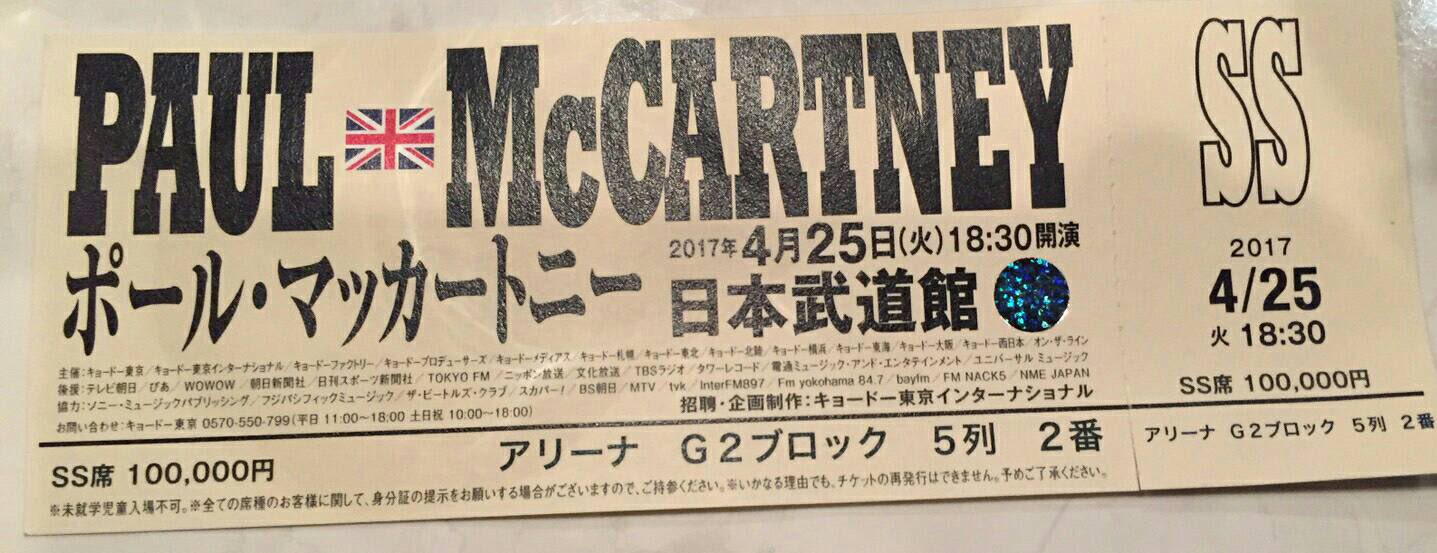 PAUL McCARTNEY
ポール・マッカートニー
2017年4月25日(火)18:30開演
日本武道館
主催:キョードー東京/キョードー東京インターナショナル/キョードーファクトリー/キョードープロデューサーズ/キョードーメディアス/キョードー札幌/キョードー東北/キョードー北陸/キョードー横浜/キョードー東海/キョードー大阪/キョードー西日本/オン・ザ・ライン
後援:テレビ朝日/ぴあ/WOWOW/朝日新聞社/日刊スポーツ新聞社/TOKYO FM/ニッポン放送/文化放送/TBSラジオ/タワーレコード/電通ミュージック・アンド・エンタテインメント/ユニバーサル ミュージック
協力:ソニー・ミュージックパブリッシング/フジパシフィックミュージック/ザ・ビートルズ・クラブ/スカパー!/BS朝日/MTV/tvk/InterFM897/Fm yokohama 84.7/bayfm/FM NACK5/NME JAPAN
お問い合わせ:キョードー東京 0570-550-799(平日 11:00~18:00 土日祝 10:00~18:00)
招聘・企画制作:キョードー東京インターナショナル
アリーナ G2ブロック 5列 2番
SS席 100,000円
※未就学児童入場不可。※全ての席種のお客様に関して、身分証の提示をお願いする場合がございますので、ご持参ください。※いかなる理由でも、チケットの再発行はできません。予めご了承ください。
SS
2017
4/25
火 18:30
SS席 100,000円
アリーナ G2ブロック 5列 2番